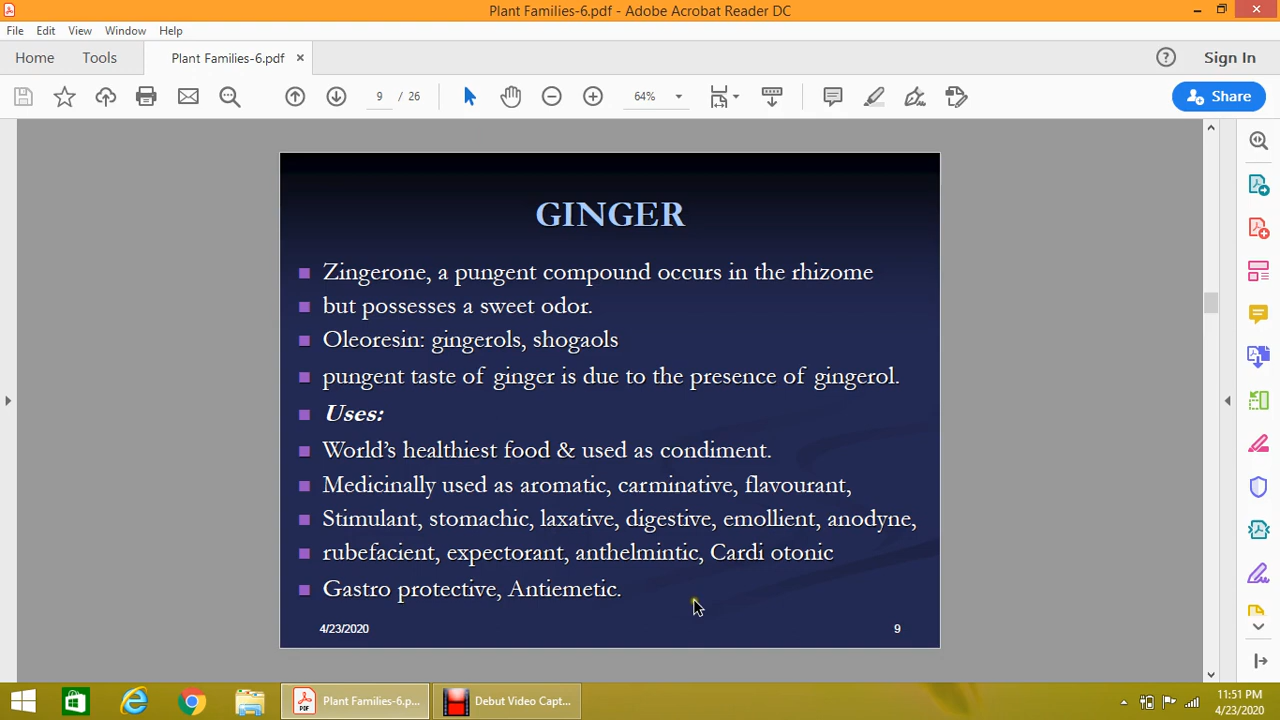 Plant Families-6.pdf - Adobe Acrobat Reader DC
File Edit View Window Help
Home Tools Plant Families-6.pdf × ? Sign In
9 / 26 64% Share
GINGER
Zingerone, a pungent compound occurs in the rhizome
but possesses a sweet odor.
Oleoresin: gingerols, shogaols
pungent taste of ginger is due to the presence of gingerol.
Uses:
World's healthiest food & used as condiment.
Medicinally used as aromatic, carminative, flavourant,
Stimulant, stomachic, laxative, digestive, emollient, anodyne,
rubefacient, expectorant, anthelmintic, Cardi otonic
Gastro protective, Antiemetic.
4/23/2020 9
Plant Families-6.p... Debut Video Capt... 11:51 PM
4/23/2020